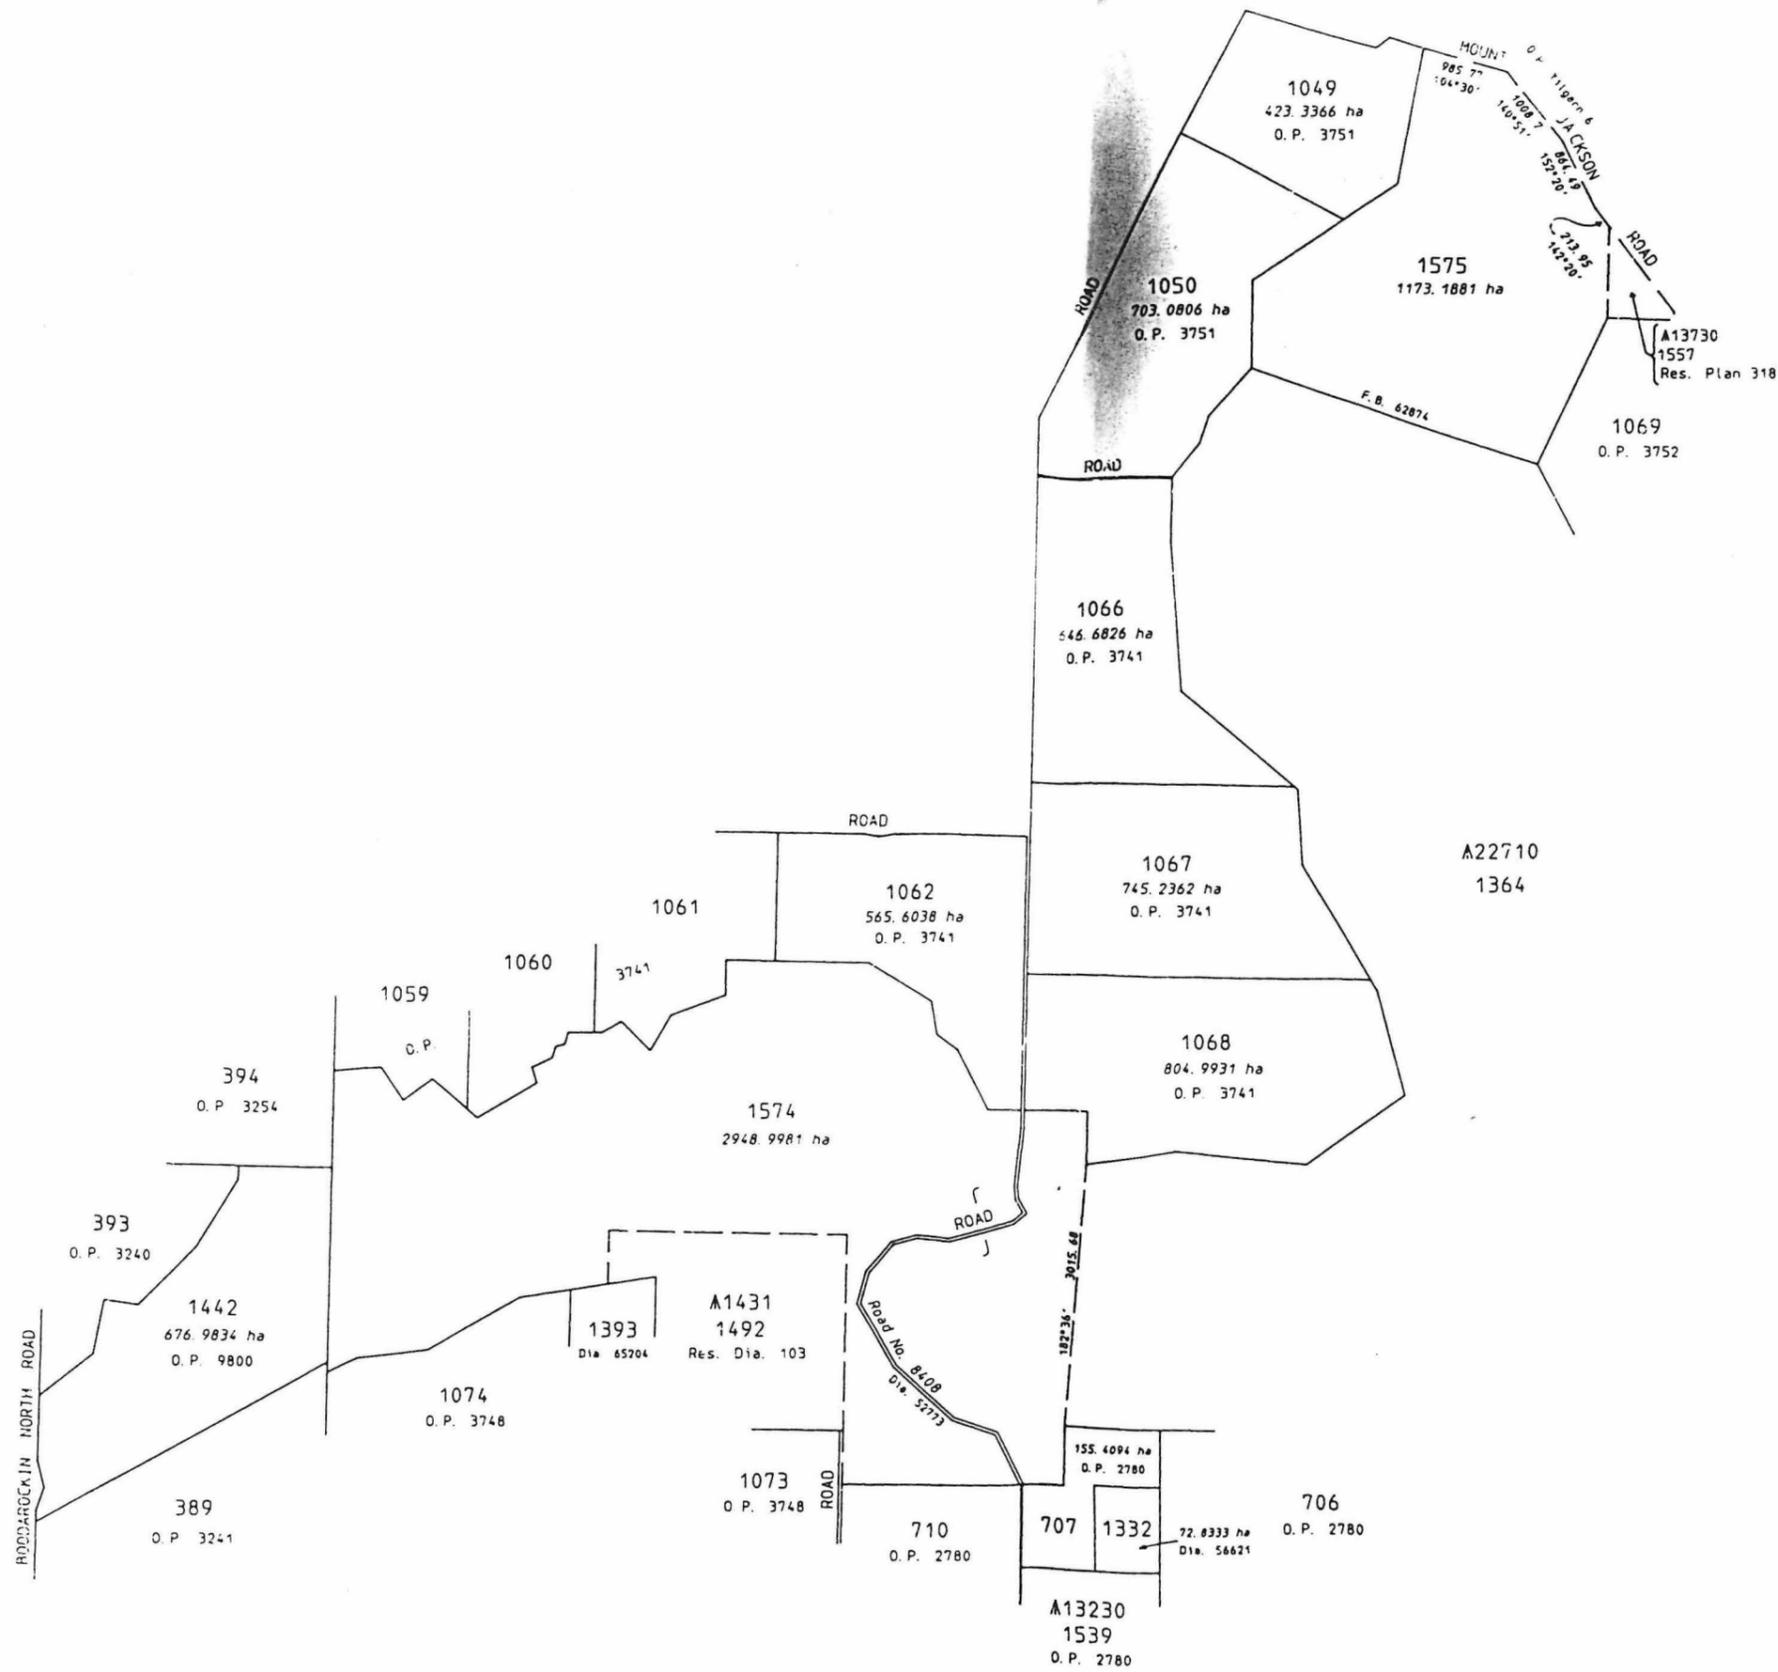 MOUNT
O.P. Yilgarn 6
985.77
104°30'
1008.7
140°51'
JACKSON
864.49
152°20'
1049
423.3366 ha
O.P. 3751
213.95
142°20'
ROAD
1575
1173.1881 ha
ROAD
1050
703.0806 ha
O.P. 3751
A13730
1557
Res. Plan 318
F.B. 62874
1069
O.P. 3752
ROAD
1066
646.6826 ha
O.P. 3741
ROAD
1067
745.2362 ha
O.P. 3741
A22710
1364
1062
565.6038 ha
O.P. 3741
1061
1060
3741
1059
O.P.
1068
804.9931 ha
O.P. 3741
394
O.P 3254
1574
2948.9981 ha
393
O.P. 3240
ROAD
182°36' 3015.68
1442
676.9834 ha
O.P. 9800
1393
Dia 65204
A1431
1492
Res. Dia. 103
Road No. 8408
Dia. 52773
1074
O.P. 3748
BODDAROCKIN NORTH ROAD
389
O.P 3241
1073
O P. 3748
ROAD
155.4094 ha
O.P. 2780
710
O.P. 2780
707
1332
72.8333 ha
Dia. 56621
706
O.P. 2780
A13230
1539
O.P. 2780